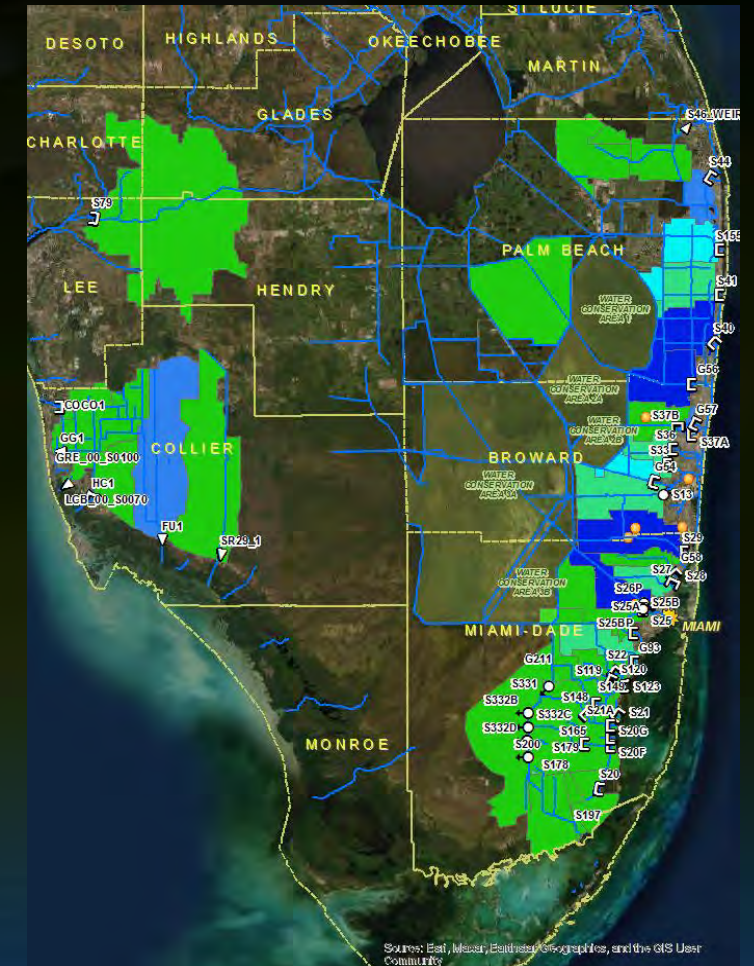 ST LUCIE
DESOTO
HIGHLANDS
OKEECHOBEE
MARTIN
GLADES
CHARLOTTE
S46_WEIR
S44
S79
S155
PALM BEACH
LEE
HENDRY
S41
WATER
CONSERVATION
AREA 1
S40
G56
WATER
CONSERVATION
AREA 2A
COCO1
G57
S37B
WATER
CONSERVATION
AREA 2B
S36
S37A
GG1
COLLIER
S33
GRE_00_S0100
BROWARD
G54
WATER
CONSERVATION
AREA 3A
HC1
LCB_00_S0070
S13
FU1
SR29_1
S29
G58
S27
S28
WATER
CONSERVATION
AREA 3B
S26P
S25A
S25B
S25BP
S25
MIAMI
MIAMI-DADE
G93
G211
S22
S119
S120
S331
S149
S123
S332B
S148
S332C
S21A
S21
S332D
S165
S20G
MONROE
S200
S179
S20F
S178
S20
S197
Source: Esri, Maxar, Earthstar Geographics, and the GIS User
Community